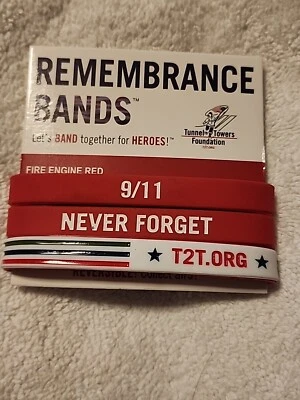 REMEMBRANCE
BANDS™
Let's BAND together for HEROES!™
Tunnel Towers
Foundation
FIRE ENGINE RED
9/11
NEVER FORGET
★ T2T.ORG ★